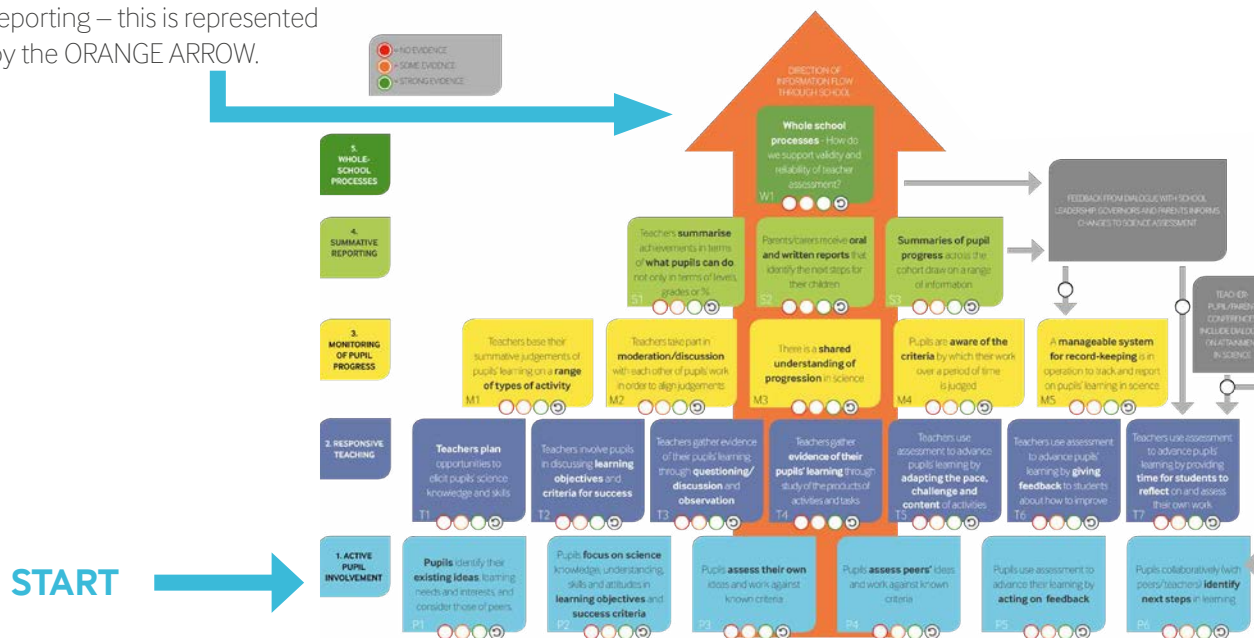 eporting – this is represented
by the ORANGE ARROW.
= NO EVIDENCE
= SOME EVIDENCE
= STRONG EVIDENCE
DIRECTION OF
INFORMATION FLOW
THROUGH SCHOOL
5.
WHOLE-
SCHOOL
PROCESSES
Whole school
processes - How do
we support validity and
reliability of teacher
assessment?
W1
FEEDBACK FROM DIALOGUE WITH SCHOOL
LEADERSHIP, GOVERNORS AND PARENTS INFORMS
CHANGES TO SCIENCE ASSESSMENT
4.
SUMMATIVE
REPORTING
Teachers summarise
achievements in terms
of what pupils can do
not only in terms of levels,
grades or %
S1
Parents/carers receive oral
and written reports that
identify the next steps for
their children
S2
Summaries of pupil
progress across the
cohort draw on a range
of information
S3
TEACHER-
PUPIL/PAREN
CONFERENCE
INCLUDE DIALOG
ON ATTAINMEN
IN SCIENCE
3.
MONITORING
OF PUPIL
PROGRESS
Teachers base their
summative judgements of
pupils' learning on a range
of types of activity
M1
Teachers take part in
moderation/discussion
with each other of pupils' work
in order to align judgements
M2
There is a shared
understanding of
progression in science
M3
Pupils are aware of the
criteria by which their work
over a period of time
is judged
M4
A manageable system
for record-keeping is in
operation to track and report
on pupils' learning in science
M5
2. RESPONSIVE
TEACHING
Teachers plan
opportunities to
elicit pupils' science
knowledge and skills
T1
Teachers involve pupils
in discussing learning
objectives and
criteria for success
T2
Teachers gather evidence
of their pupils' learning
through questioning/
discussion and
observation
T3
Teachers gather
evidence of their
pupils' learning through
study of the products of
activities and tasks
T4
Teachers use
assessment to advance
pupils' learning by
adapting the pace,
challenge and
content of activities
T5
Teachers use assessment
to advance pupils'
learning by giving
feedback to students
about how to improve
T6
Teachers use assessment
to advance pupils'
learning by providing
time for students to
reflect on and assess
their own work
T7
START
1. ACTIVE
PUPIL
INVOLVEMENT
Pupils identify their
existing ideas, learning
needs and interests, and
consider those of peers.
P1
Pupils focus on science
knowledge, understanding,
skills and attitudes in
learning objectives and
success criteria
P2
Pupils assess their own
ideas and work against
known criteria
P3
Pupils assess peers' ideas
and work against known
criteria
P4
Pupils use assessment to
advance their learning by
acting on feedback
P5
Pupils collaboratively (with
peers/teachers) identify
next steps in learning
P6